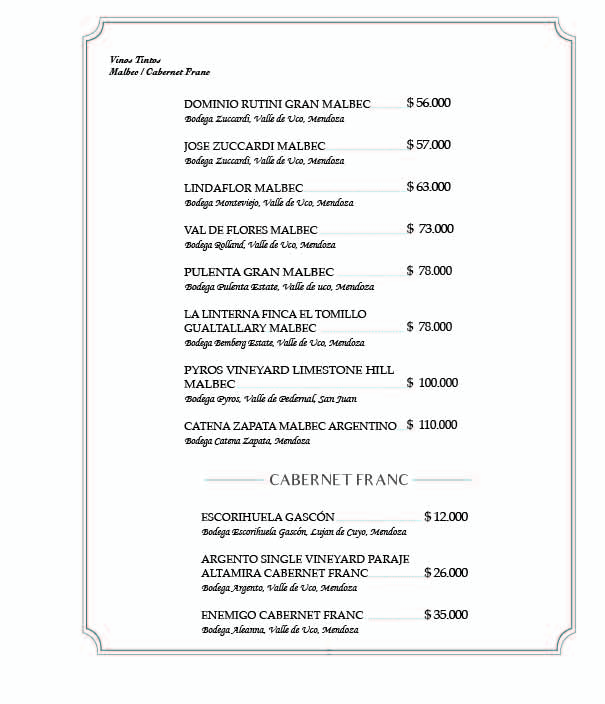 Vinos Tintos
Malbec / Cabernet Franc
DOMINIO RUTINI GRAN MALBEC $ 56.000
Bodega Zuccardi, Valle de Uco, Mendoza
JOSE ZUCCARDI MALBEC $ 57.000
Bodega Zuccardi, Valle de Uco, Mendoza
LINDAFLOR MALBEC $ 63.000
Bodega Monteviejo, Valle de Uco, Mendoza
VAL DE FLORES MALBEC $ 73.000
Bodega Rolland, Valle de Uco, Mendoza
PULENTA GRAN MALBEC $ 78.000
Bodega Pulenta Estate, Valle de uco, Mendoza
LA LINTERNA FINCA EL TOMILLO
GUALTALLARY MALBEC $ 78.000
Bodega Bemberg Estate, Valle de Uco, Mendoza
PYROS VINEYARD LIMESTONE HILL
MALBEC $ 100.000
Bodega Pyros, Valle de Pedernal, San Juan
CATENA ZAPATA MALBEC ARGENTINO $ 110.000
Bodega Catena Zapata, Mendoza
CABERNET FRANC
ESCORIHUELA GASCÓN $ 12.000
Bodega Escorihuela Gascón, Lujan de Cuyo, Mendoza
ARGENTO SINGLE VINEYARD PARAJE
ALTAMIRA CABERNET FRANC $ 26.000
Bodega Argento, Valle de Uco, Mendoza
ENEMIGO CABERNET FRANC $ 35.000
Bodega Aleanna, Valle de Uco, Mendoza